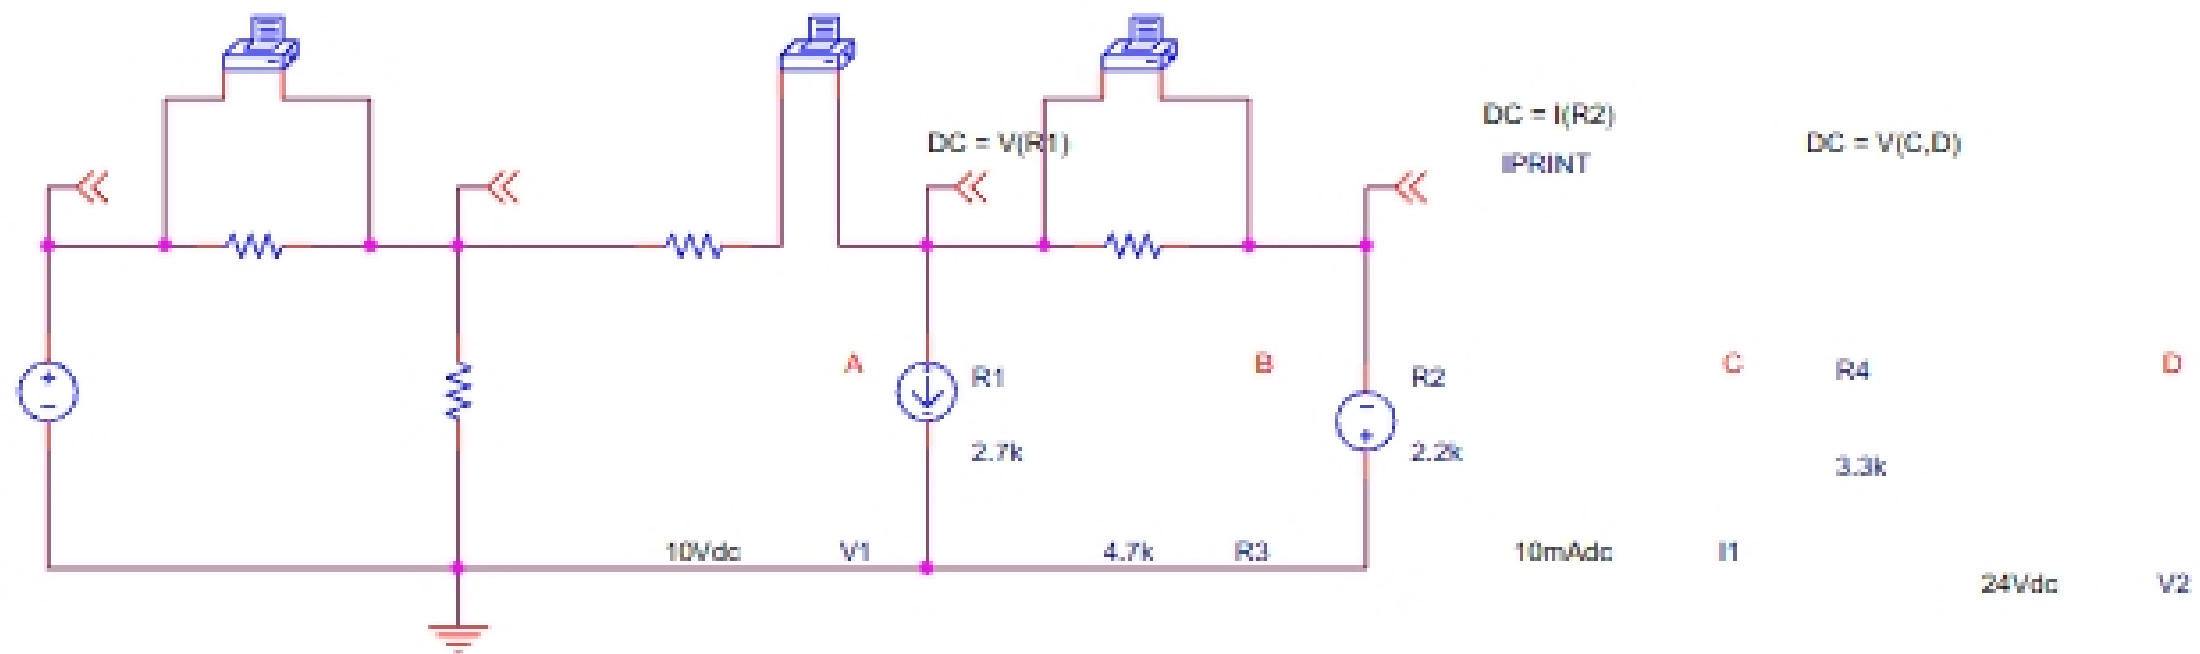 DC = I(R2)
DC = V(R1)
DC = V(C,D)
IPRINT
A
B
C
D
R1
R2
R4
2.7k
2.2k
3.3k
10Vdc
V1
4.7k
R3
10mAdc
I1
24Vdc
V2